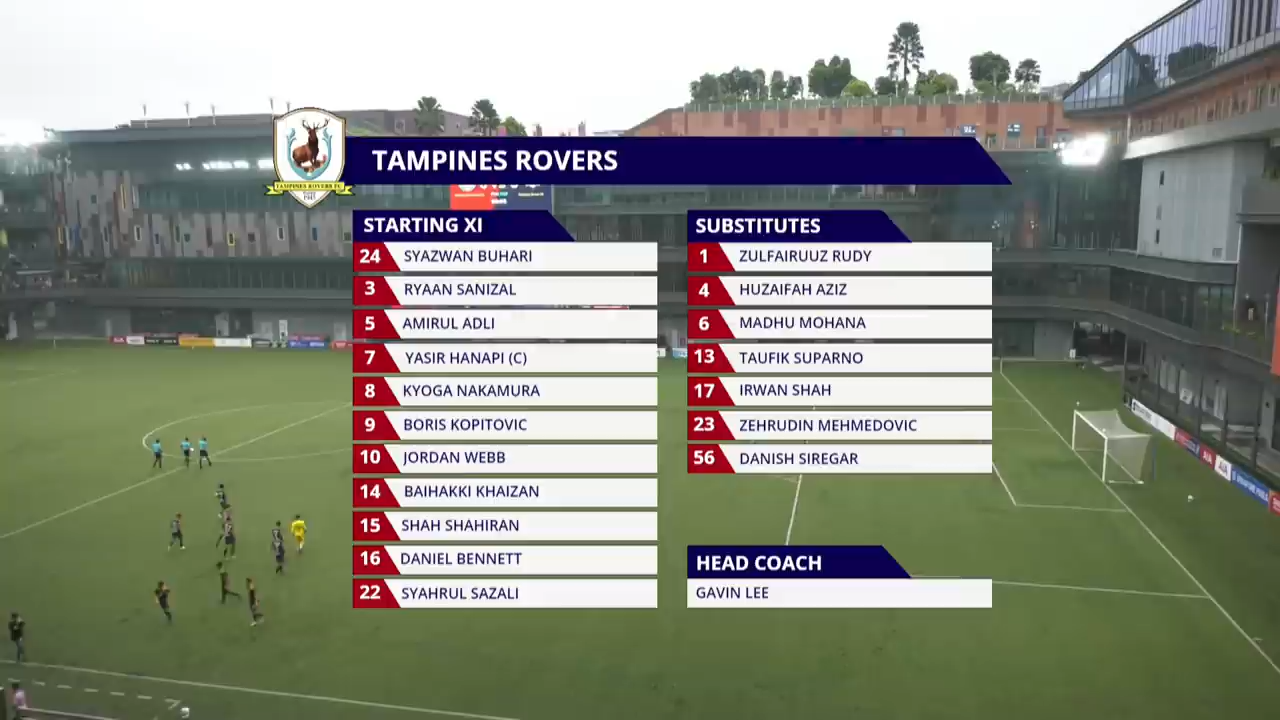 TAMPINES ROVERS
TAMPINES ROVERS FC
STARTING XI
24 SYAZWAN BUHARI
3 RYAAN SANIZAL
5 AMIRUL ADLI
7 YASIR HANAPI (C)
8 KYOGA NAKAMURA
9 BORIS KOPITOVIC
10 JORDAN WEBB
14 BAIHAKKI KHAIZAN
15 SHAH SHAHIRAN
16 DANIEL BENNETT
22 SYAHRUL SAZALI
SUBSTITUTES
1 ZULFAIRUUZ RUDY
4 HUZAIFAH AZIZ
6 MADHU MOHANA
13 TAUFIK SUPARNO
17 IRWAN SHAH
23 ZEHRUDIN MEHMEDOVIC
56 DANISH SIREGAR
HEAD COACH
GAVIN LEE